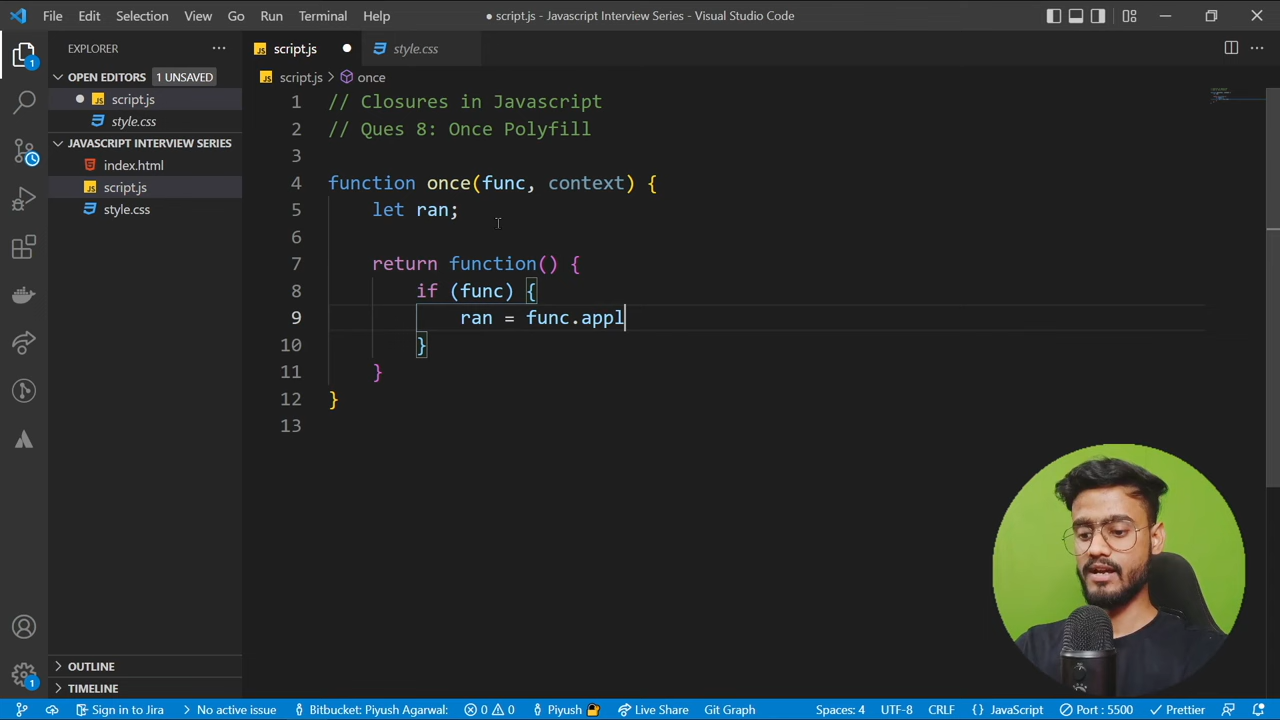 File Edit Selection View Go Run Terminal Help
● script.js - Javascript Interview Series - Visual Studio Code
EXPLORER
OPEN EDITORS 1 UNSAVED
script.js
style.css
JAVASCRIPT INTERVIEW SERIES
index.html
script.js
style.css
OUTLINE
TIMELINE
JS script.js
style.css
JS script.js > once
1 // Closures in Javascript
2 // Ques 8: Once Polyfill
3
4 function once(func, context) {
5 let ran;
6
7 return function() {
8 if (func) {
9 ran = func.appl
10 }
11 }
12 }
13
Sign in to Jira No active issue Bitbucket: Piyush Agarwal: 0 0 Piyush Live Share Git Graph Spaces: 4 UTF-8 CRLF JavaScript Port : 5500 Prettier